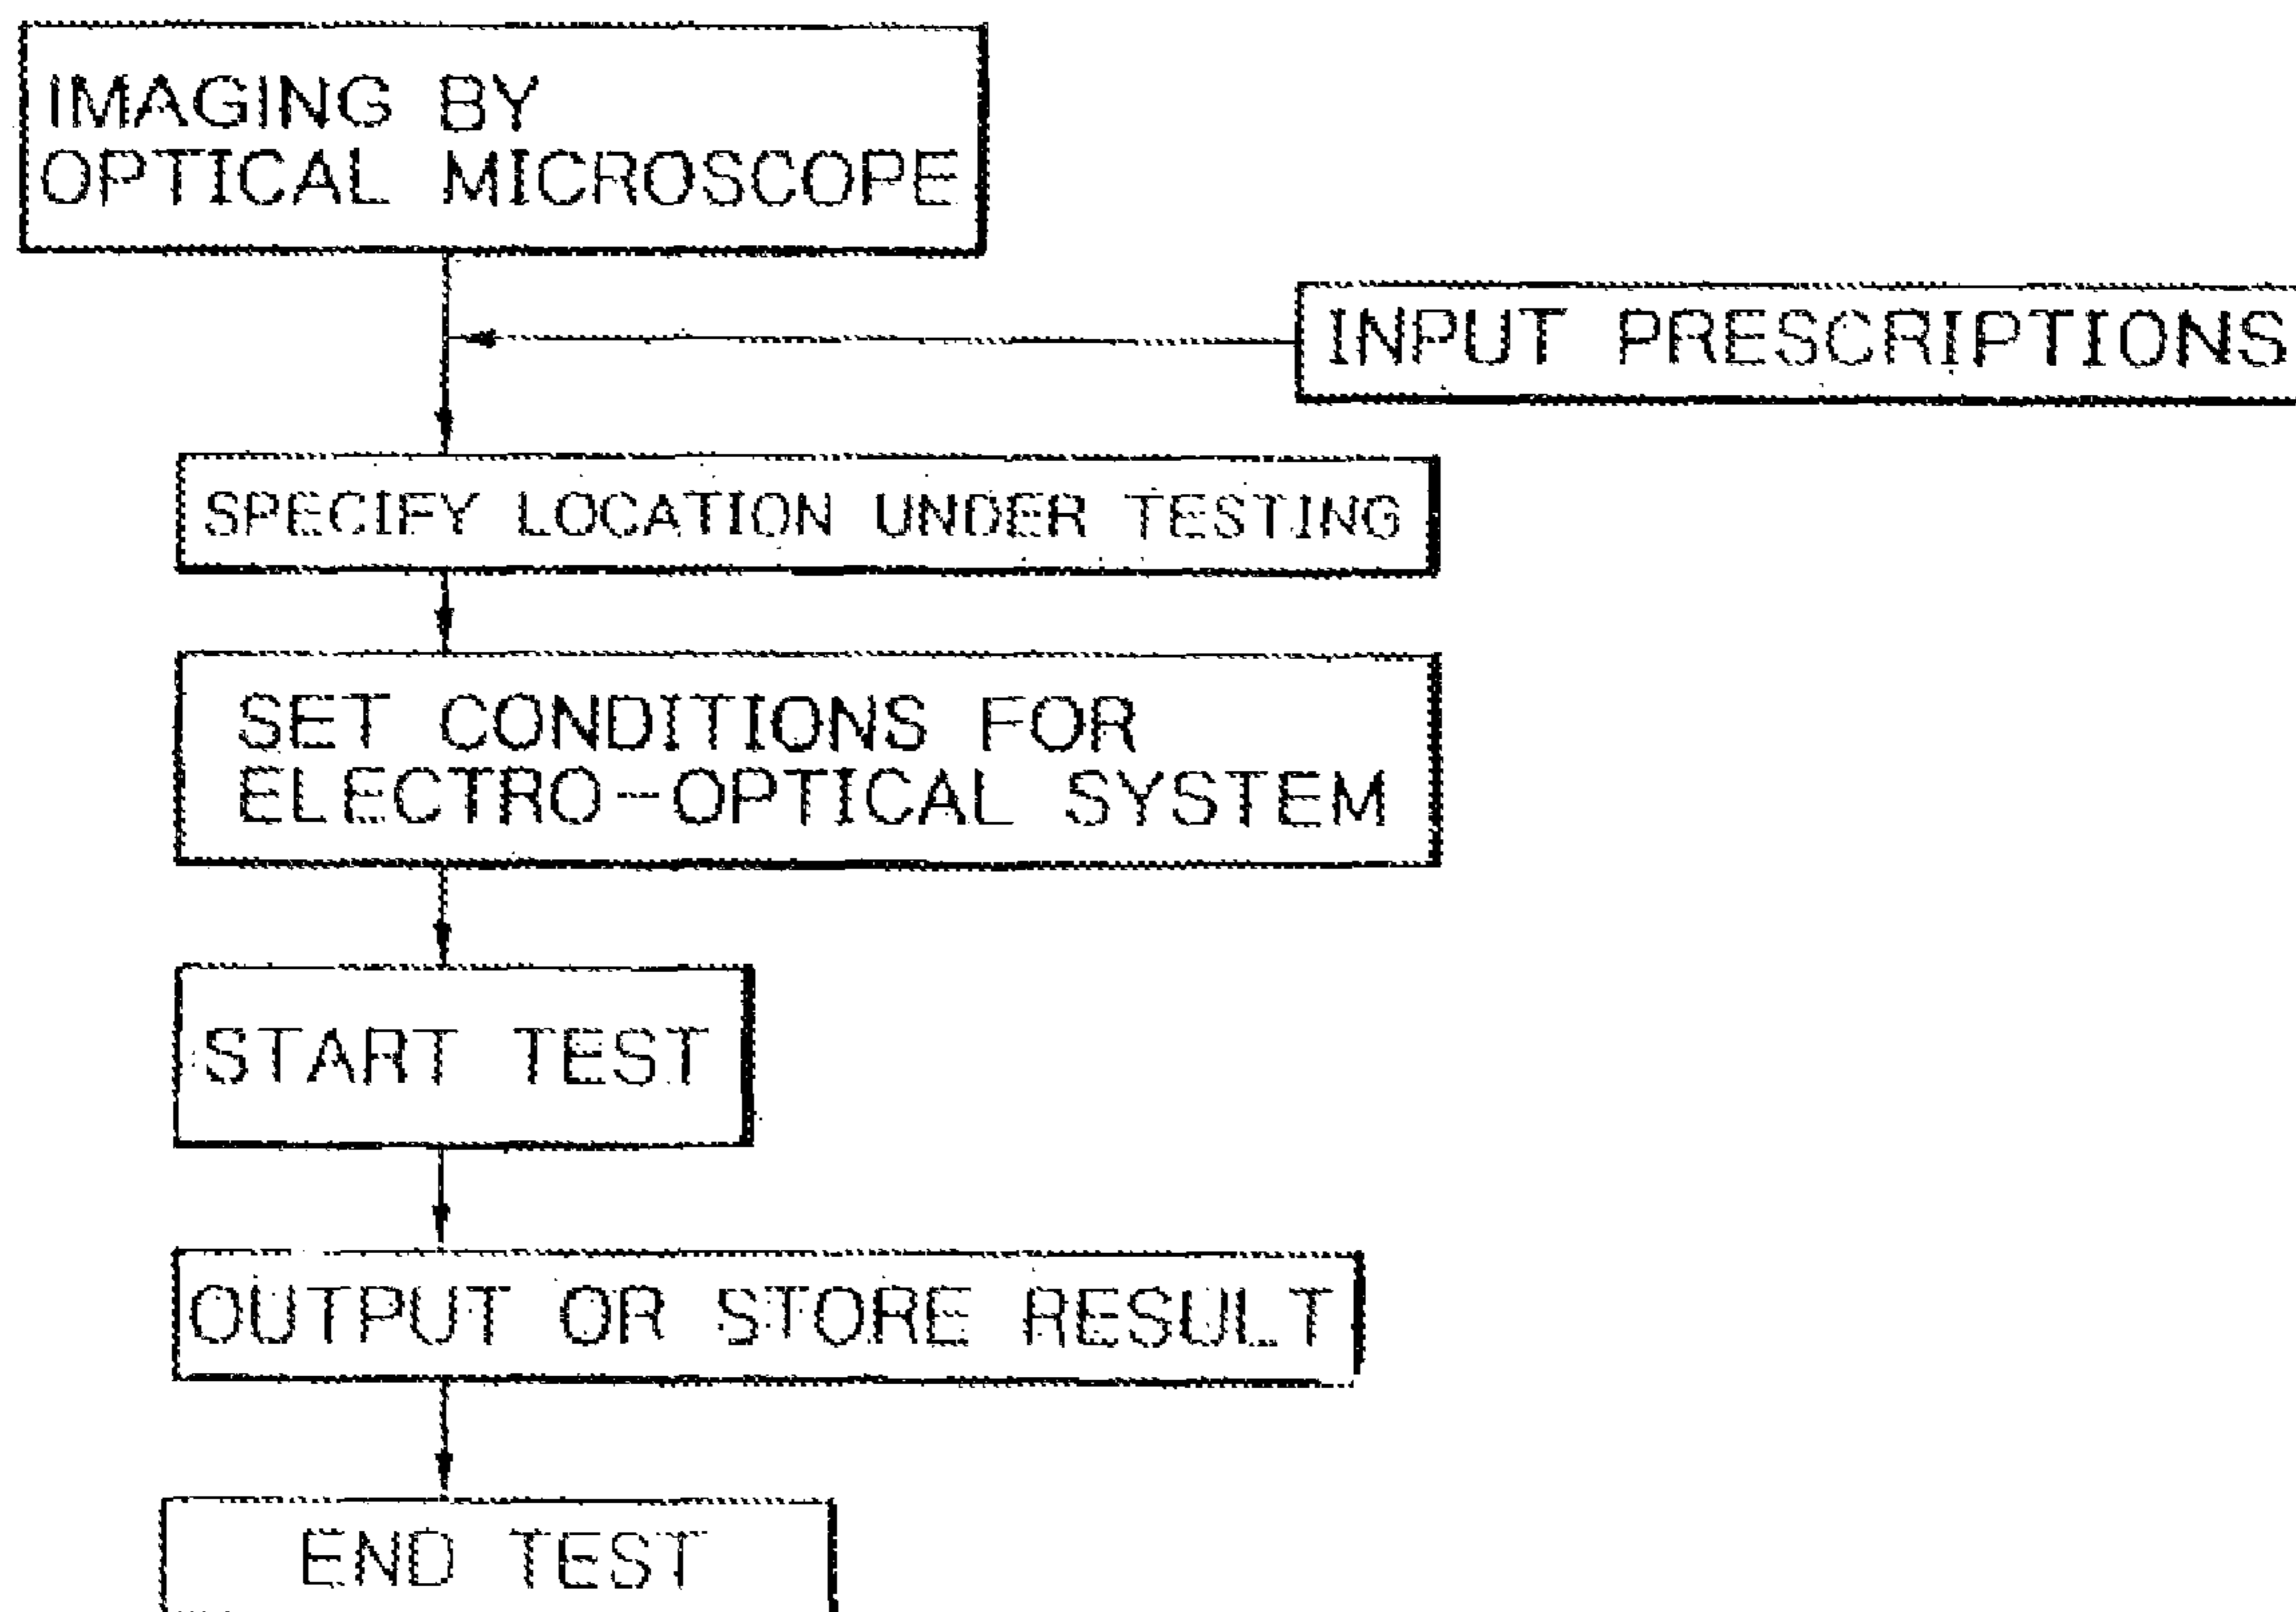 IMAGING BY
OPTICAL MICROSCOPE
INPUT PRESCRIPTIONS
SPECIFY LOCATION UNDER TESTING
SET CONDITIONS FOR
ELECTRO-OPTICAL SYSTEM
START TEST
OUTPUT OR STORE RESULT
END TEST